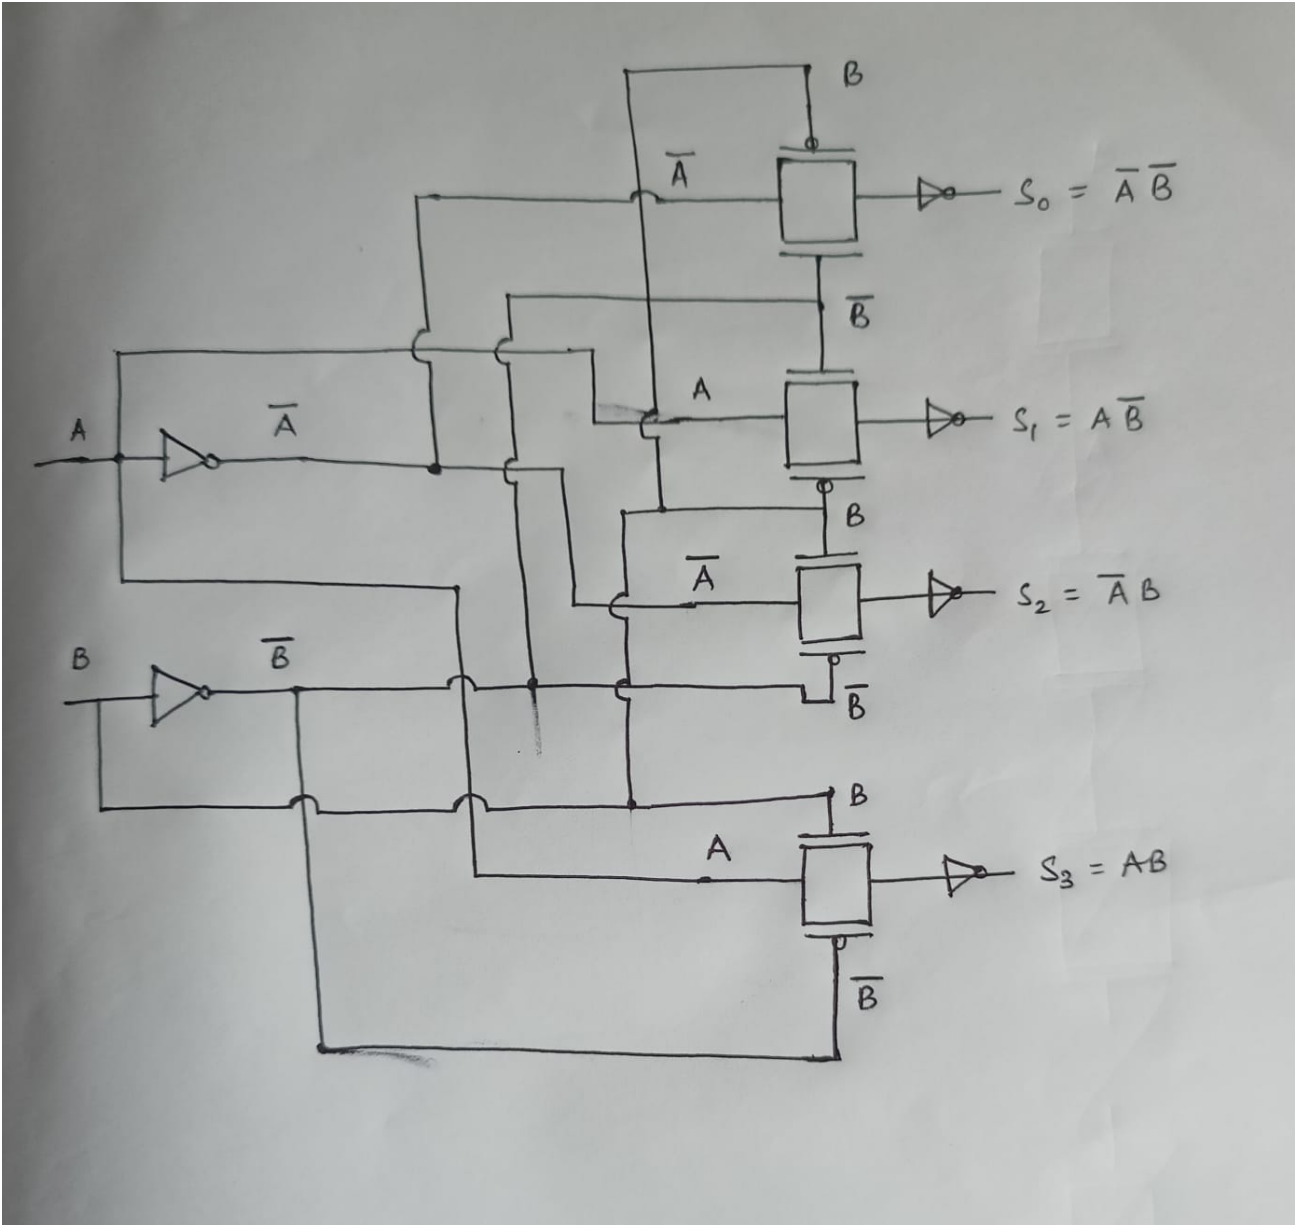 B
A̅
S₀ = A̅ B̅
B̅
A
A
A̅
S₁ = A B̅
B
A̅
S₂ = A̅ B
B
B̅
B̅
B
A
S₃ = AB
B̅